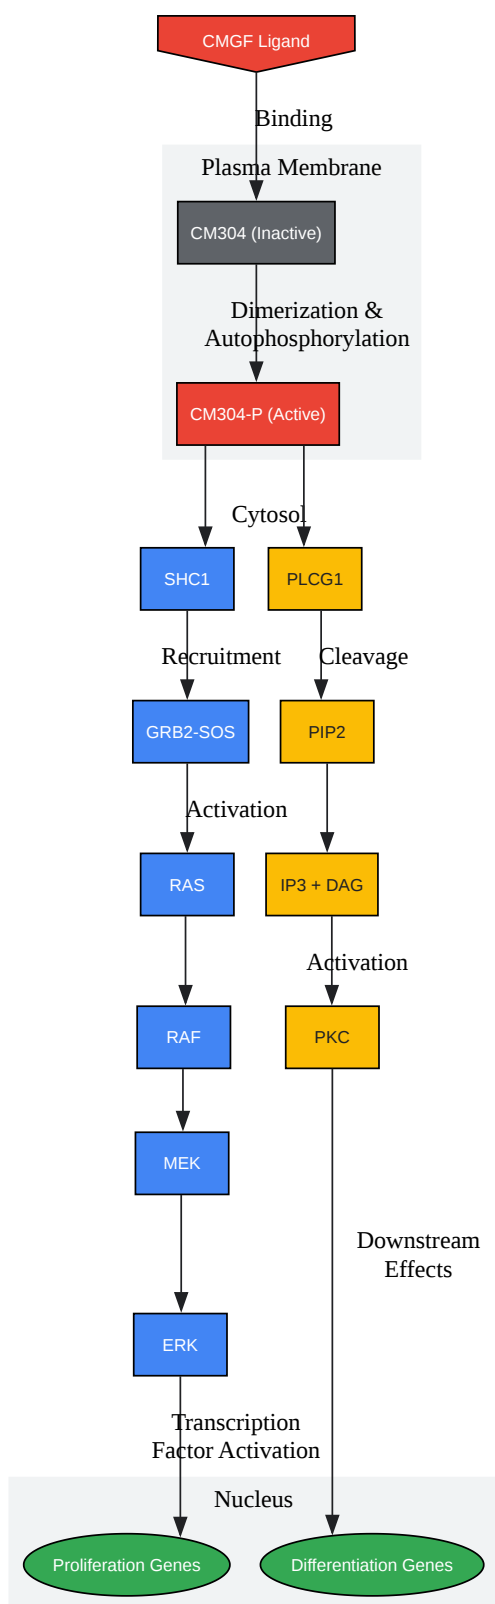 CMGF Ligand
Binding
Plasma Membrane
CM304 (Inactive)
Dimerization &
Autophosphorylation
CM304-P (Active)
Cytosol
SHC1
PLCG1
Recruitment
Cleavage
GRB2-SOS
PIP2
Activation
RAS
IP3 + DAG
Activation
RAF
PKC
MEK
Downstream
Effects
ERK
Transcription
Factor Activation
Nucleus
Proliferation Genes
Differentiation Genes